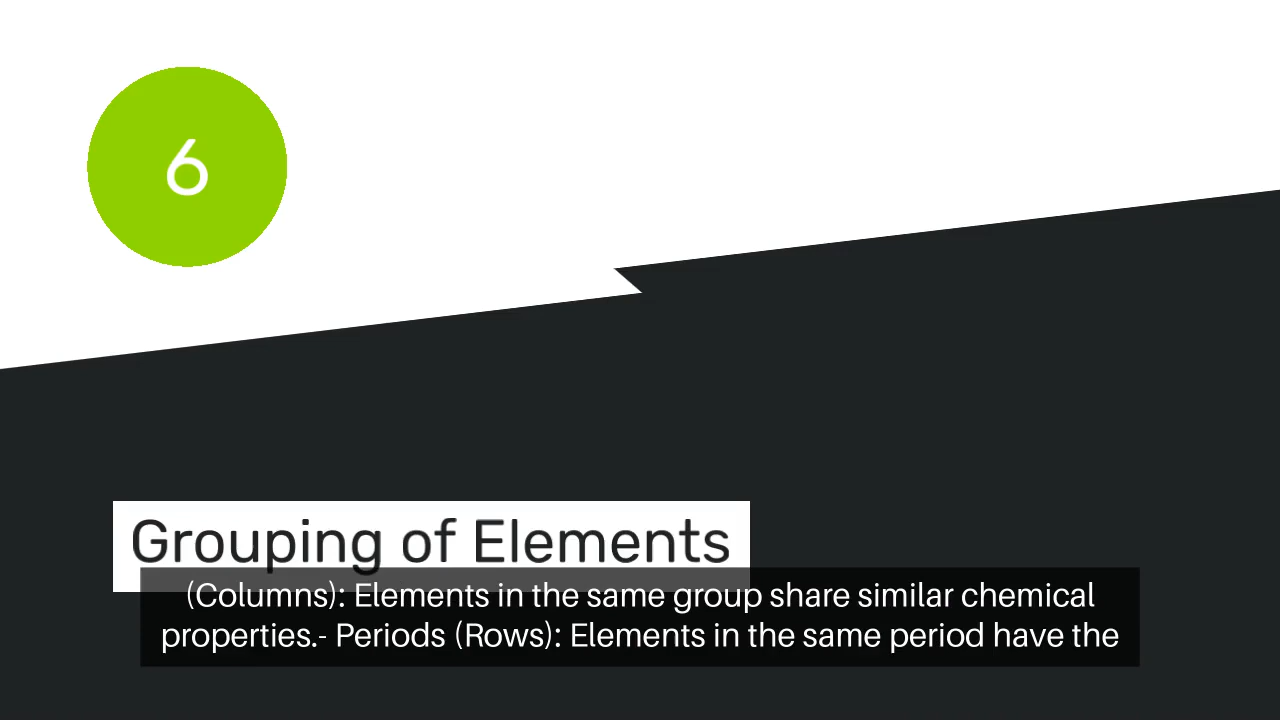 6
Grouping of Elements
(Columns): Elements in the same group share similar chemical
properties.- Periods (Rows): Elements in the same period have the